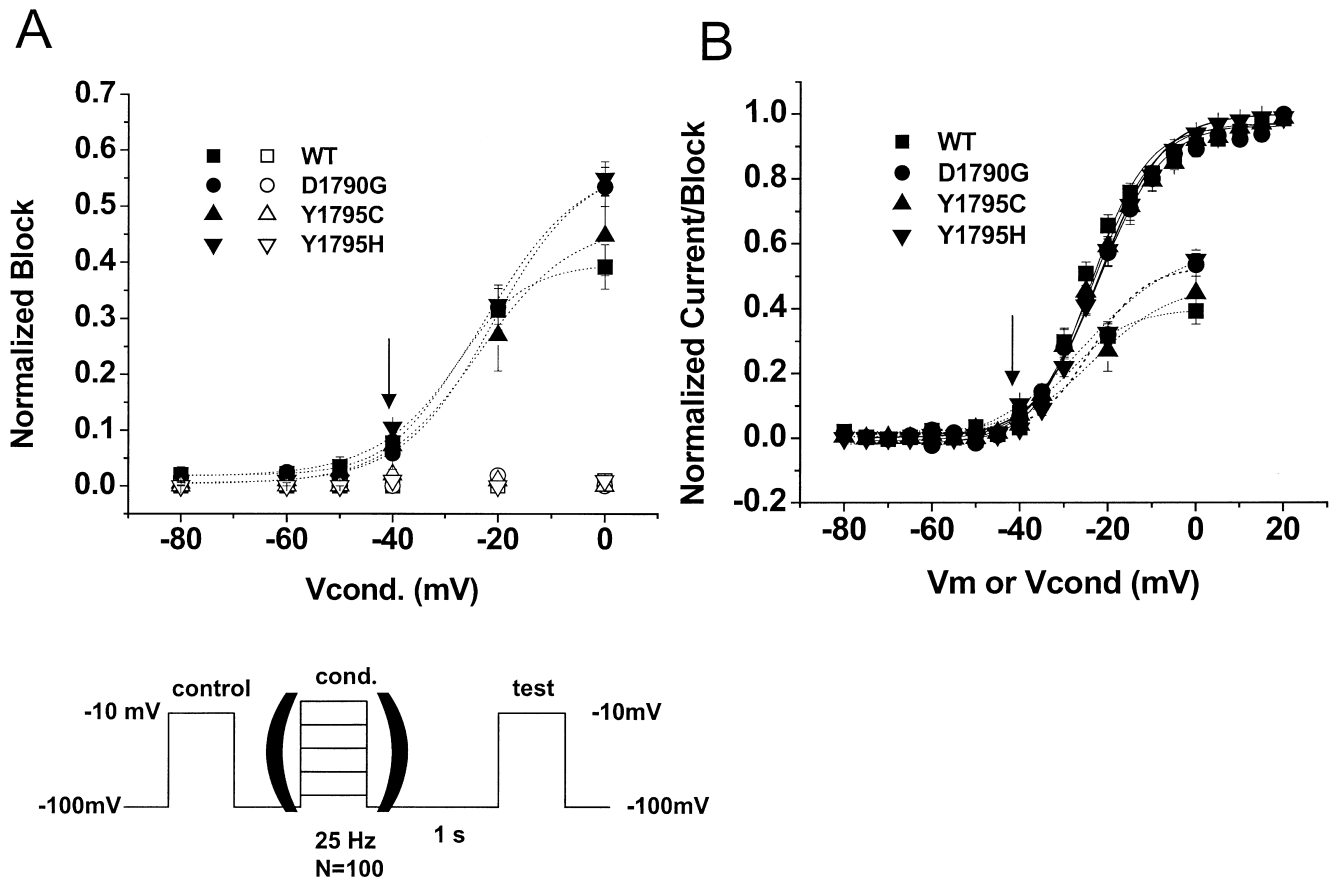 A
B
0.7
0.6
0.5
0.4
0.3
0.2
0.1
0.0
Normalized Block
WT
D1790G
Y1795C
Y1795H
-80
-60
-40
-20
0
Vcond. (mV)
1.0
0.8
0.6
0.4
0.2
0.0
-0.2
Normalized Current/Block
WT
D1790G
Y1795C
Y1795H
-80
-60
-40
-20
0
20
Vm or Vcond (mV)
control
cond.
test
-10 mV
-10mV
-100mV
-100mV
25 Hz
N=100
1 s